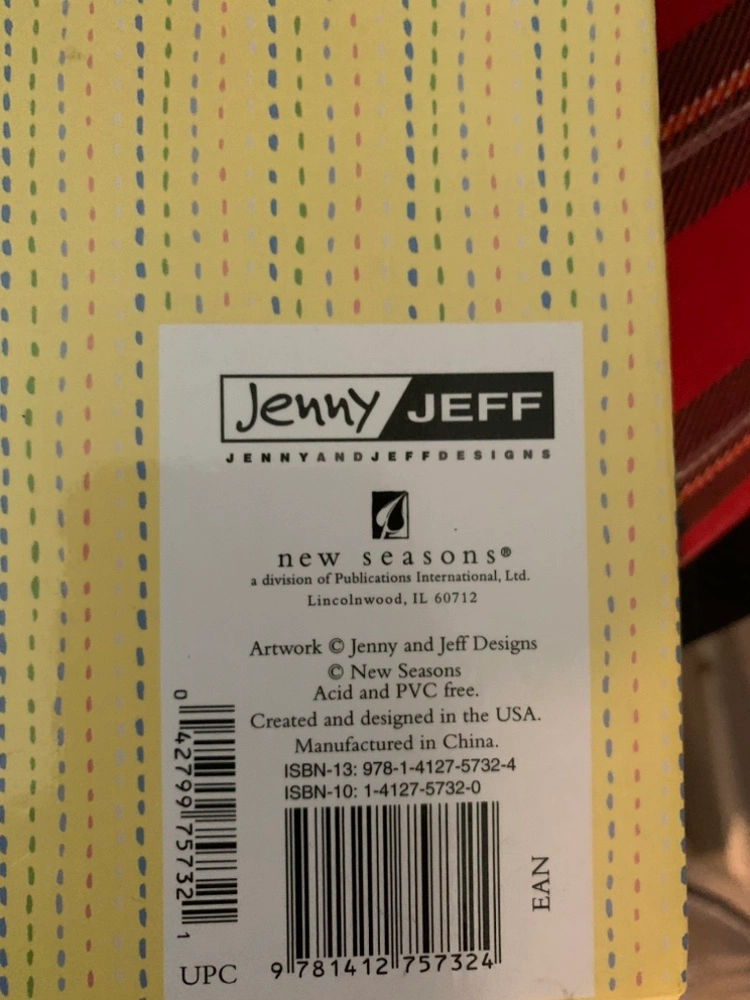 Jenny JEFF
JENNYANDJEFFDESIGNS
new seasons®
a division of Publications International, Ltd.
Lincolnwood, IL 60712
Artwork © Jenny and Jeff Designs
© New Seasons
Acid and PVC free.
Created and designed in the USA.
Manufactured in China.
ISBN-13: 978-1-4127-5732-4
ISBN-10: 1-4127-5732-0
0 42799 75732 1
UPC
9 781412 757324
EAN